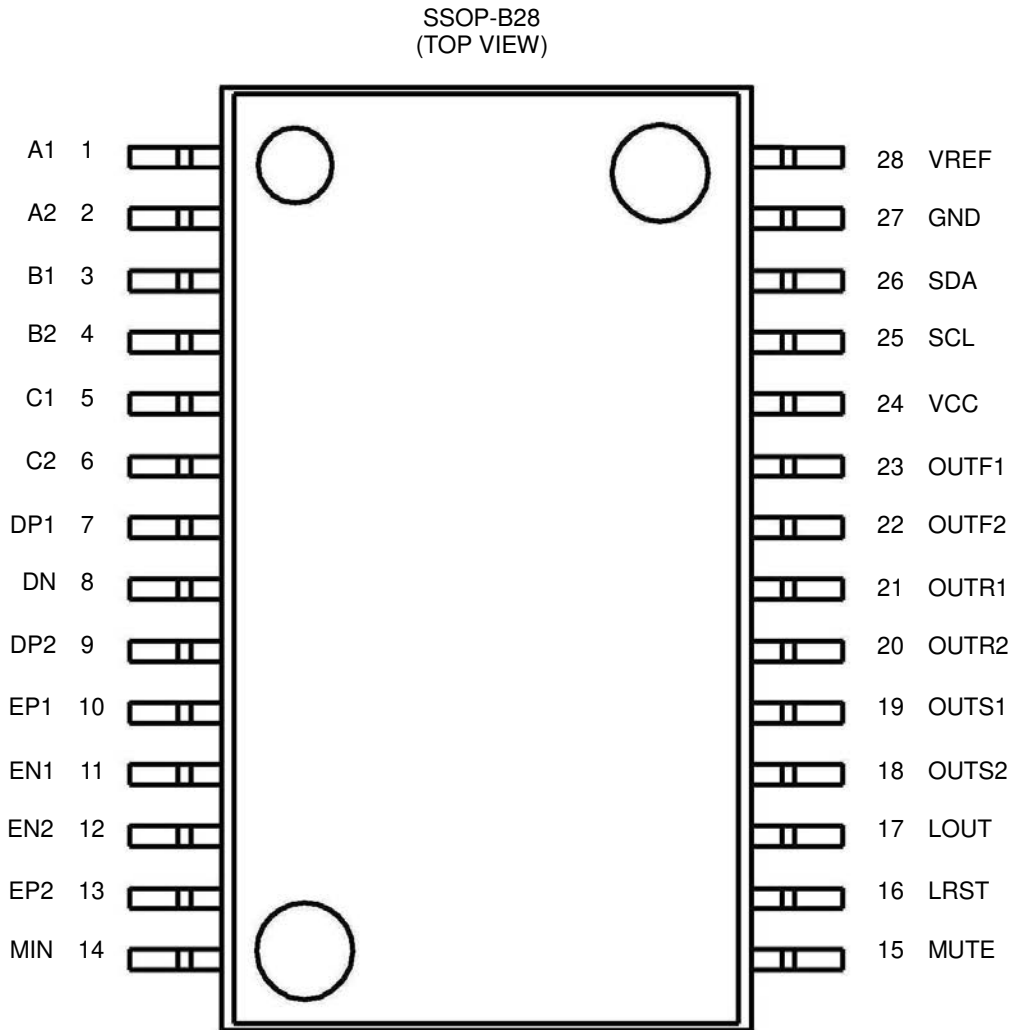 SSOP-B28
(TOP VIEW)
A1 1
28 VREF
A2 2
27 GND
B1 3
26 SDA
B2 4
25 SCL
C1 5
24 VCC
C2 6
23 OUTF1
DP1 7
22 OUTF2
DN 8
21 OUTR1
DP2 9
20 OUTR2
EP1 10
19 OUTS1
EN1 11
18 OUTS2
EN2 12
17 LOUT
EP2 13
16 LRST
MIN 14
15 MUTE